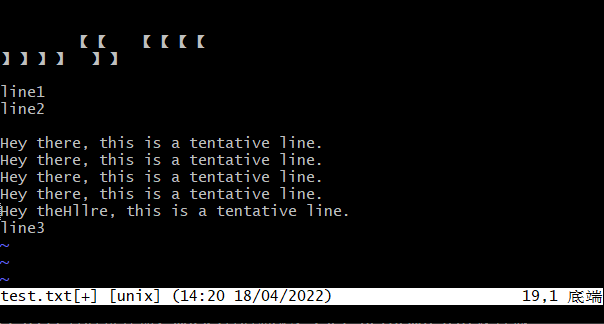 【 【 【 【 【 【
】 】 】 】 】 】
line1
line2
Hey there, this is a tentative line.
Hey there, this is a tentative line.
Hey there, this is a tentative line.
Hey there, this is a tentative line.
Hey theHllre, this is a tentative line.
line3
~
~
~
test.txt[+] [unix] (14:20 18/04/2022) 19,1 底端